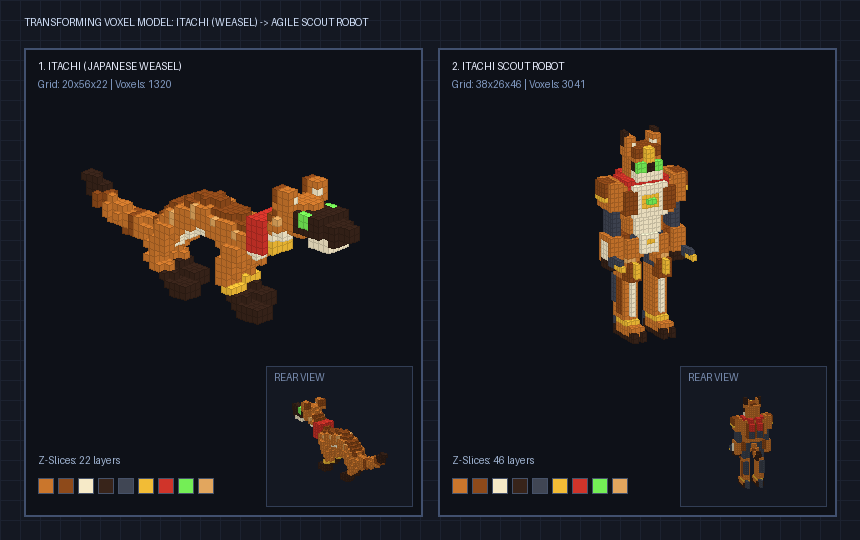 TRANSFORMING VOXEL MODEL: ITACHI (WEASEL) -> AGILE SCOUT ROBOT
1. ITACHI (JAPANESE WEASEL)
Grid: 20x56x22 | Voxels: 1320
REAR VIEW
Z-Slices: 22 layers
2. ITACHI SCOUT ROBOT
Grid: 38x26x46 | Voxels: 3041
REAR VIEW
Z-Slices: 46 layers